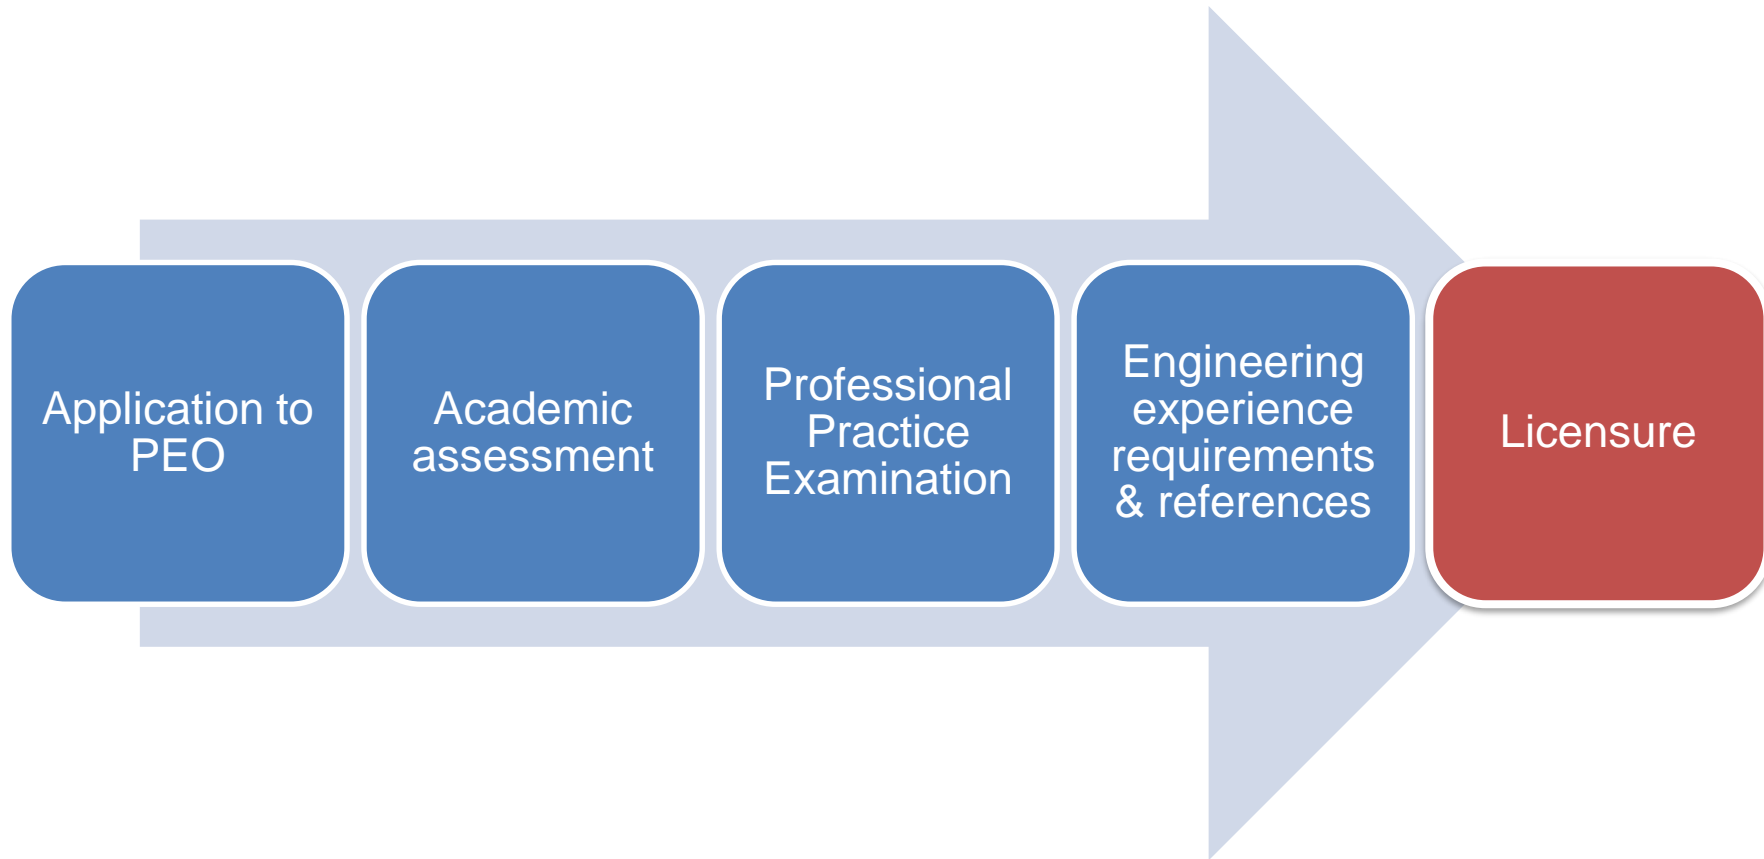 Application to
PEO
Academic
assessment
Professional
Practice
Examination
Engineering
experience
requirements
& references
Licensure